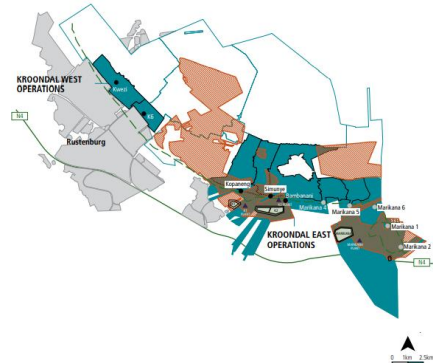 KROONDAL WEST
OPERATIONS
Kwezi
K6
N4
Rustenburg
Kopaneng
Simunye
Bambanani
Marikana 4
Marikana 5
Marikana 6
Marikana 1
Marikana 2
KROONDAL EAST
OPERATIONS
N4
0 1km 2.5km